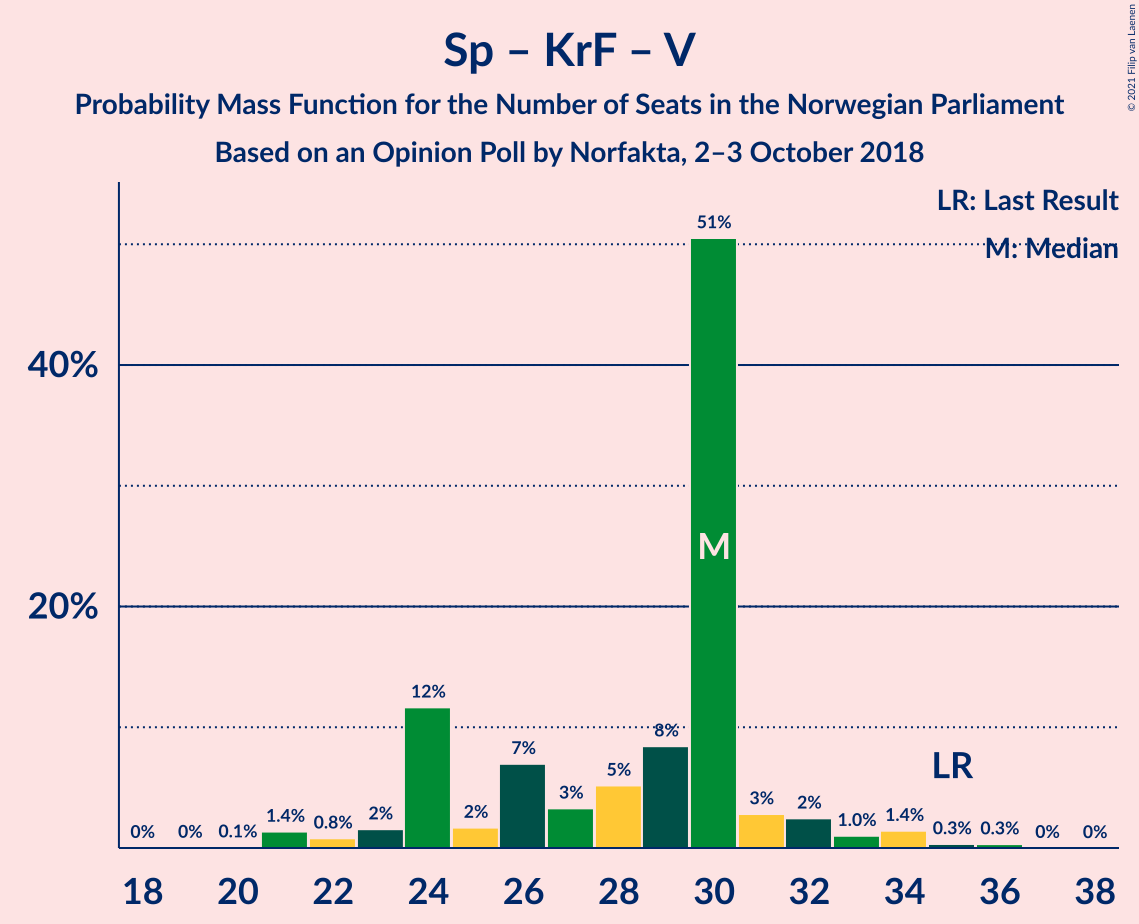 Sp – KrF – V
Probability Mass Function for the Number of Seats in the Norwegian Parliament
Based on an Opinion Poll by Norfakta, 2–3 October 2018
© 2021 Filip van Laenen
LR: Last Result
M: Median
40%
20%
0% 0% 0.1% 1.4% 0.8% 2% 12% 2% 7% 3% 5% 8% 51% 3% 2% 1.0% 1.4% 0.3% 0.3% 0% 0%
M
LR
18 20 22 24 26 28 30 32 34 36 38